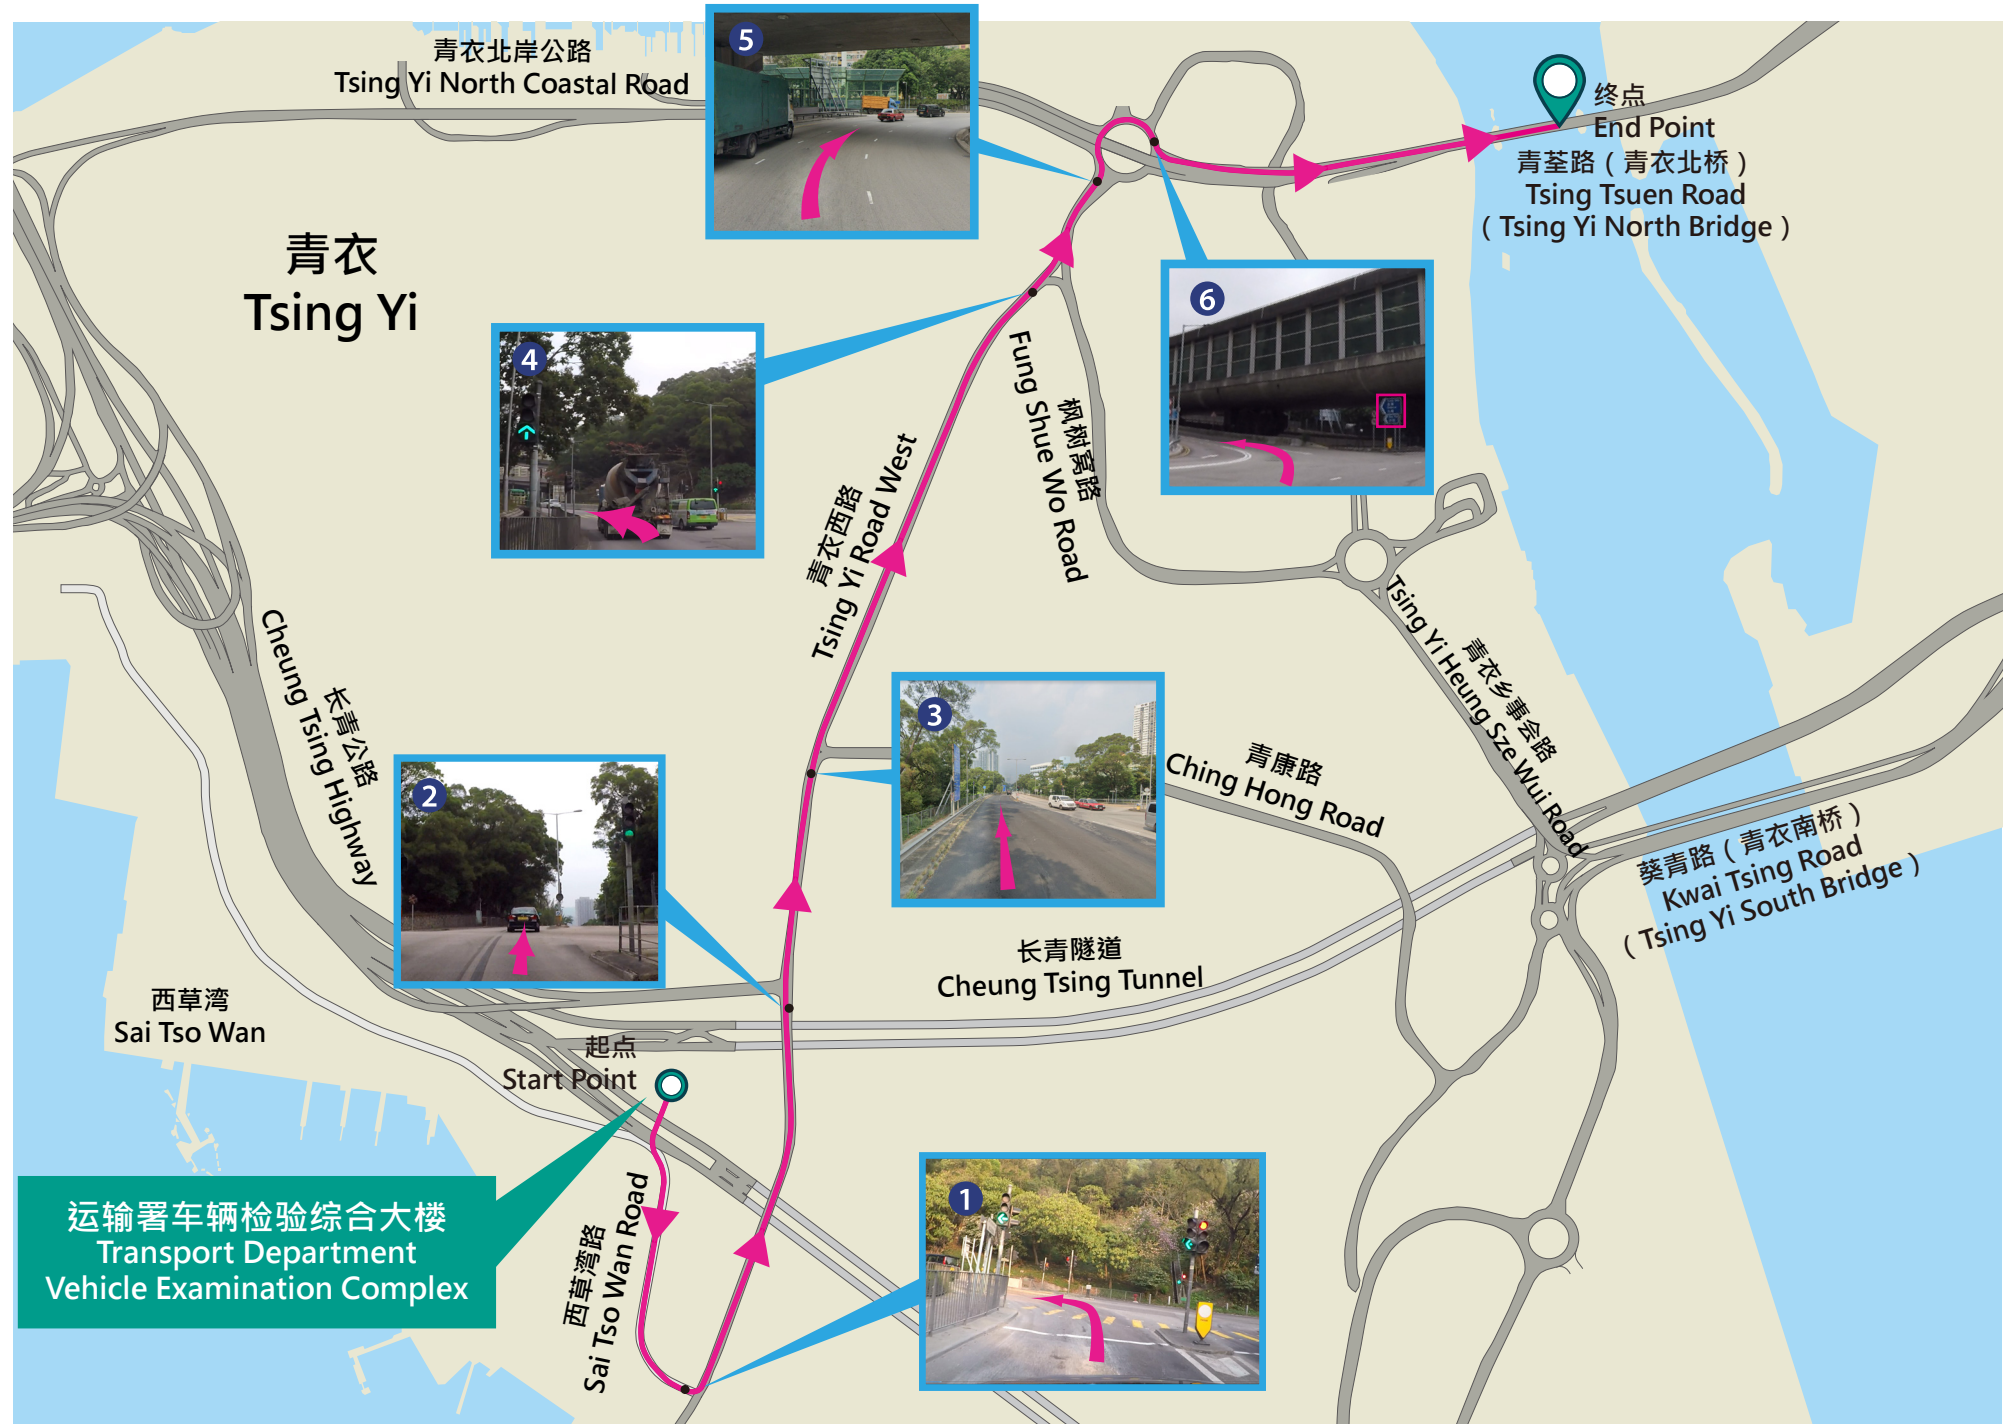 青衣北岸公路
Tsing Yi North Coastal Road
5
终点
End Point
青荃路（青衣北桥）
Tsing Tsuen Road
（Tsing Yi North Bridge）
青衣
Tsing Yi
6
4
枫树窝路
Fung Shue Wo Road
青衣西路
Tsing Yi Road West
长青公路
Cheung Tsing Highway
3
2
青康路
Ching Hong Road
青衣乡事会路
Tsing Yi Heung Sze Wui Road
葵青路（青衣南桥）
Kwai Tsing Road
（Tsing Yi South Bridge）
长青隧道
Cheung Tsing Tunnel
西草湾
Sai Tso Wan
起点
Start Point
运输署车辆检验综合大楼
Transport Department
Vehicle Examination Complex
西草湾路
Sai Tso Wan Road
1